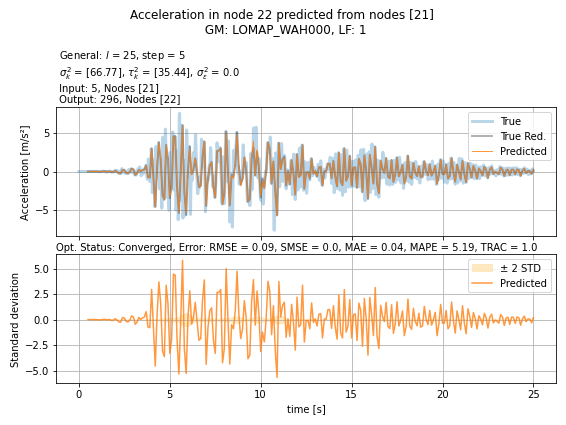 Acceleration in node 22 predicted from nodes [21]
GM: LOMAP_WAH000, LF: 1
General: l = 25, step = 5
σ²ₖ = [66.77], τ²ₖ = [35.44], σ²ε = 0.0
Input: 5, Nodes [21]
Output: 296, Nodes [22]
Acceleration [m/s²]
5
0
−5
True
True Red.
Predicted
Opt. Status: Converged, Error: RMSE = 0.09, SMSE = 0.0, MAE = 0.04, MAPE = 5.19, TRAC = 1.0
Standard deviation
5.0
2.5
0.0
−2.5
−5.0
± 2 STD
Predicted
0 5 10 15 20 25
time [s]